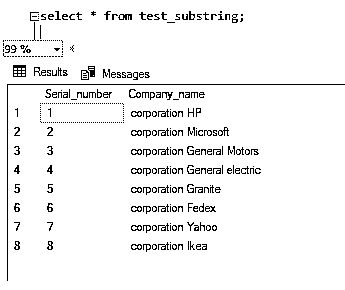 select * from test_substring;
99 %
Results Messages
Serial_number Company_name
1 1 corporation HP
2 2 corporation Microsoft
3 3 corporation General Motors
4 4 corporation General electric
5 5 corporation Granite
6 6 corporation Fedex
7 7 corporation Yahoo
8 8 corporation Ikea